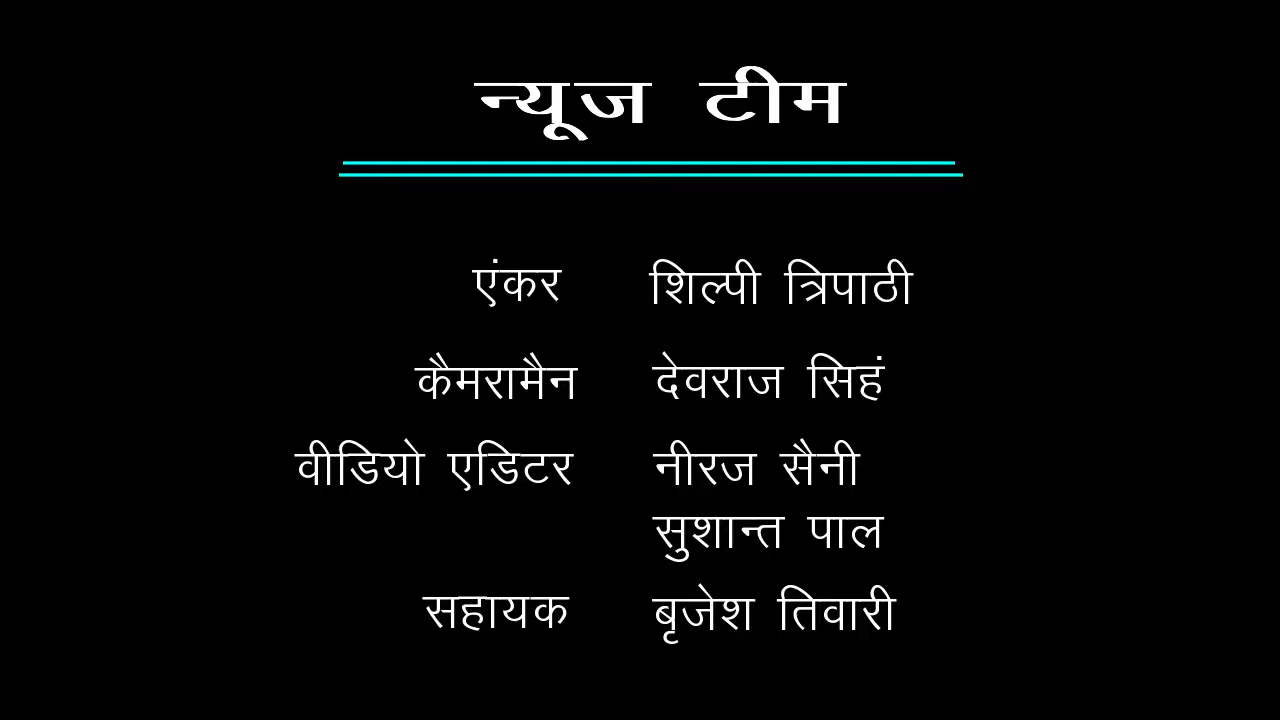 न्यूज टीम
एंकर शिल्पी त्रिपाठी
कैमरामैन देवराज सिहं
वीडियो एडिटर नीरज सैनी
सुशान्त पाल
सहायक बृजेश तिवारी